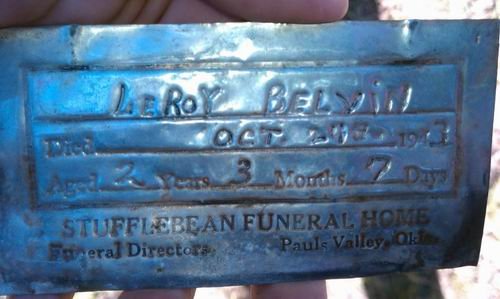 LEROY BELVIN
Died OCT. 1943
Aged 2 Years 3 Months 7 Days
STUFFLEBEAN FUNERAL HOME
Funeral Directors Pauls Valley, Okla.